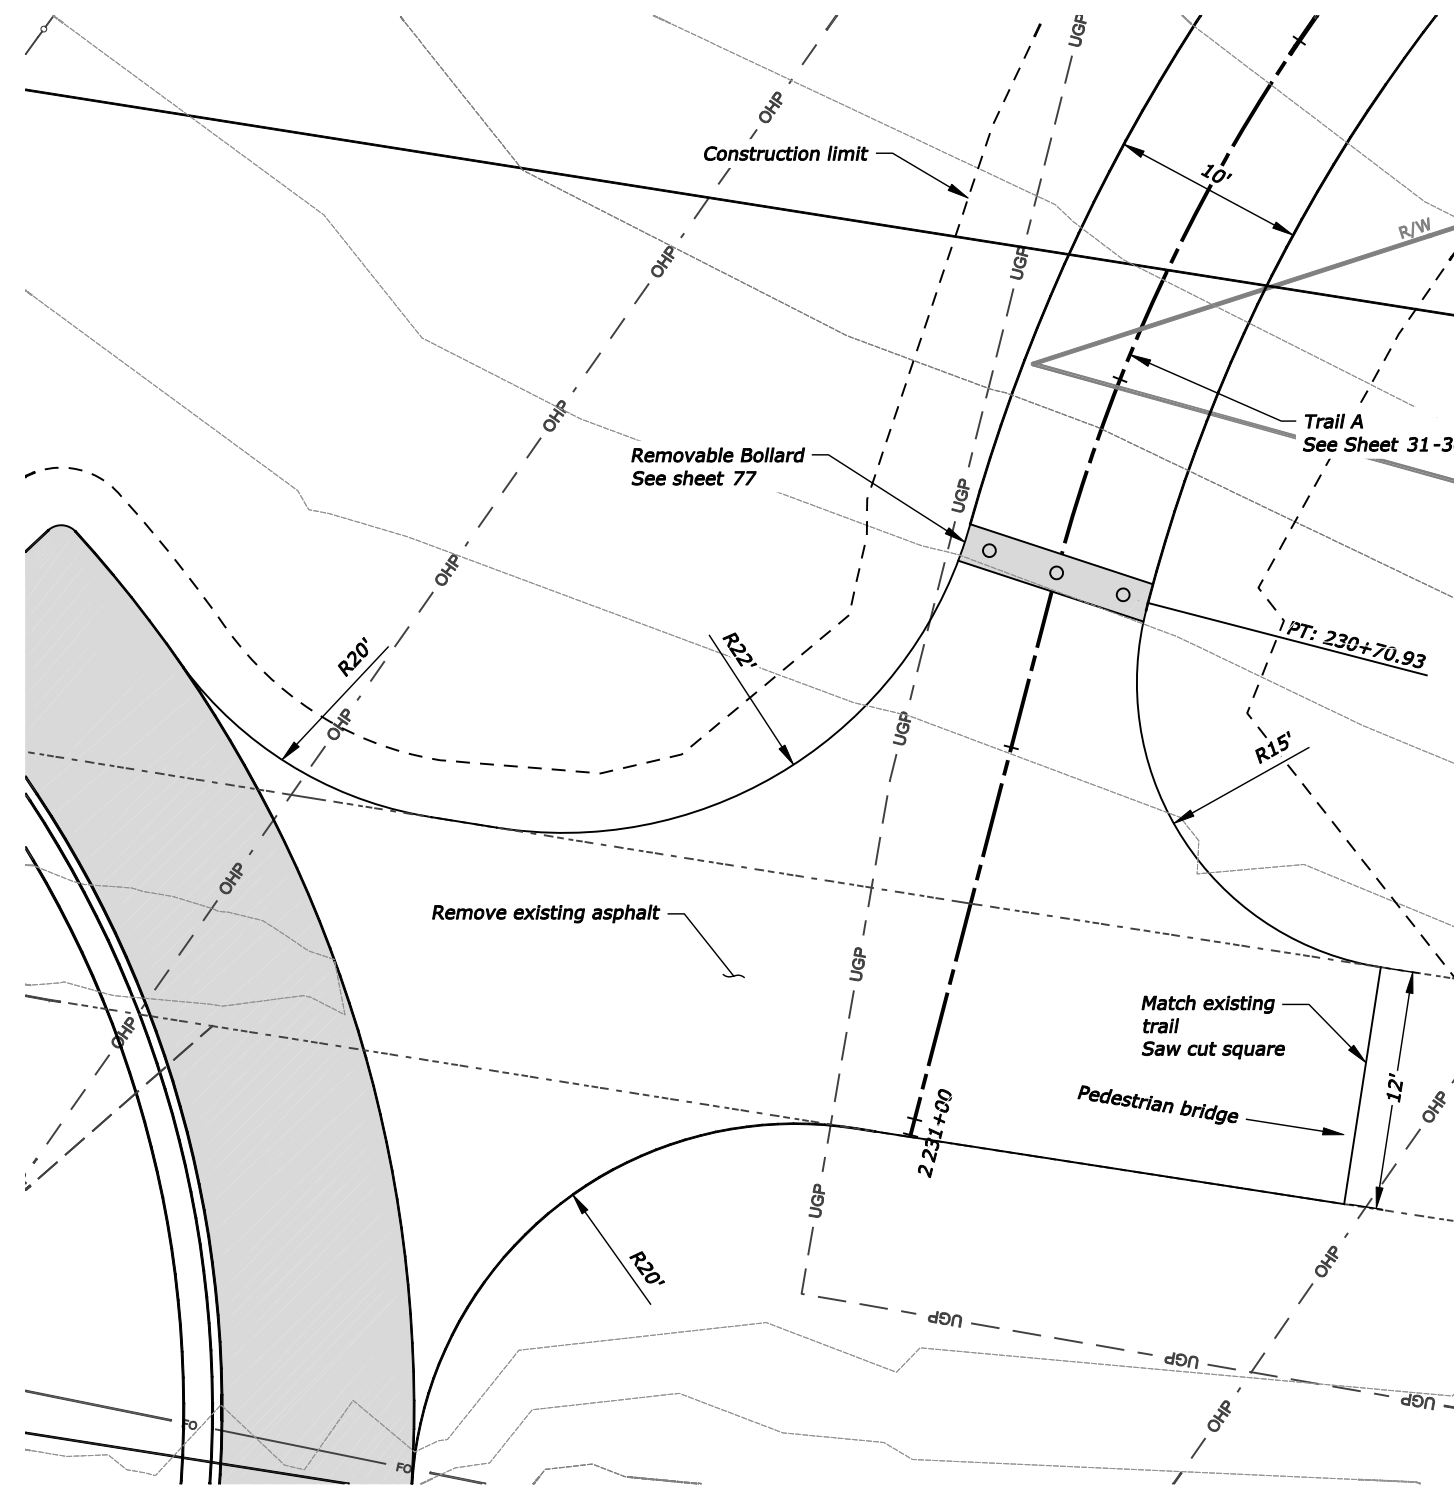 UGP
OHP
Construction limit
10'
R/W
UGP
OHP
Trail A
See Sheet 31-3
OHP
Removable Bollard
See sheet 77
UGP
OHP
PT: 230+70.93
R20'
R22'
OHP
UGP
R15'
OHP
Remove existing asphalt
UGP
OHP
Match existing
trail
Saw cut square
Pedestrian bridge
12'
OHP
231+00
UGP
R20'
OHP
UGP
UGP
UGP
OHP
FO
FO